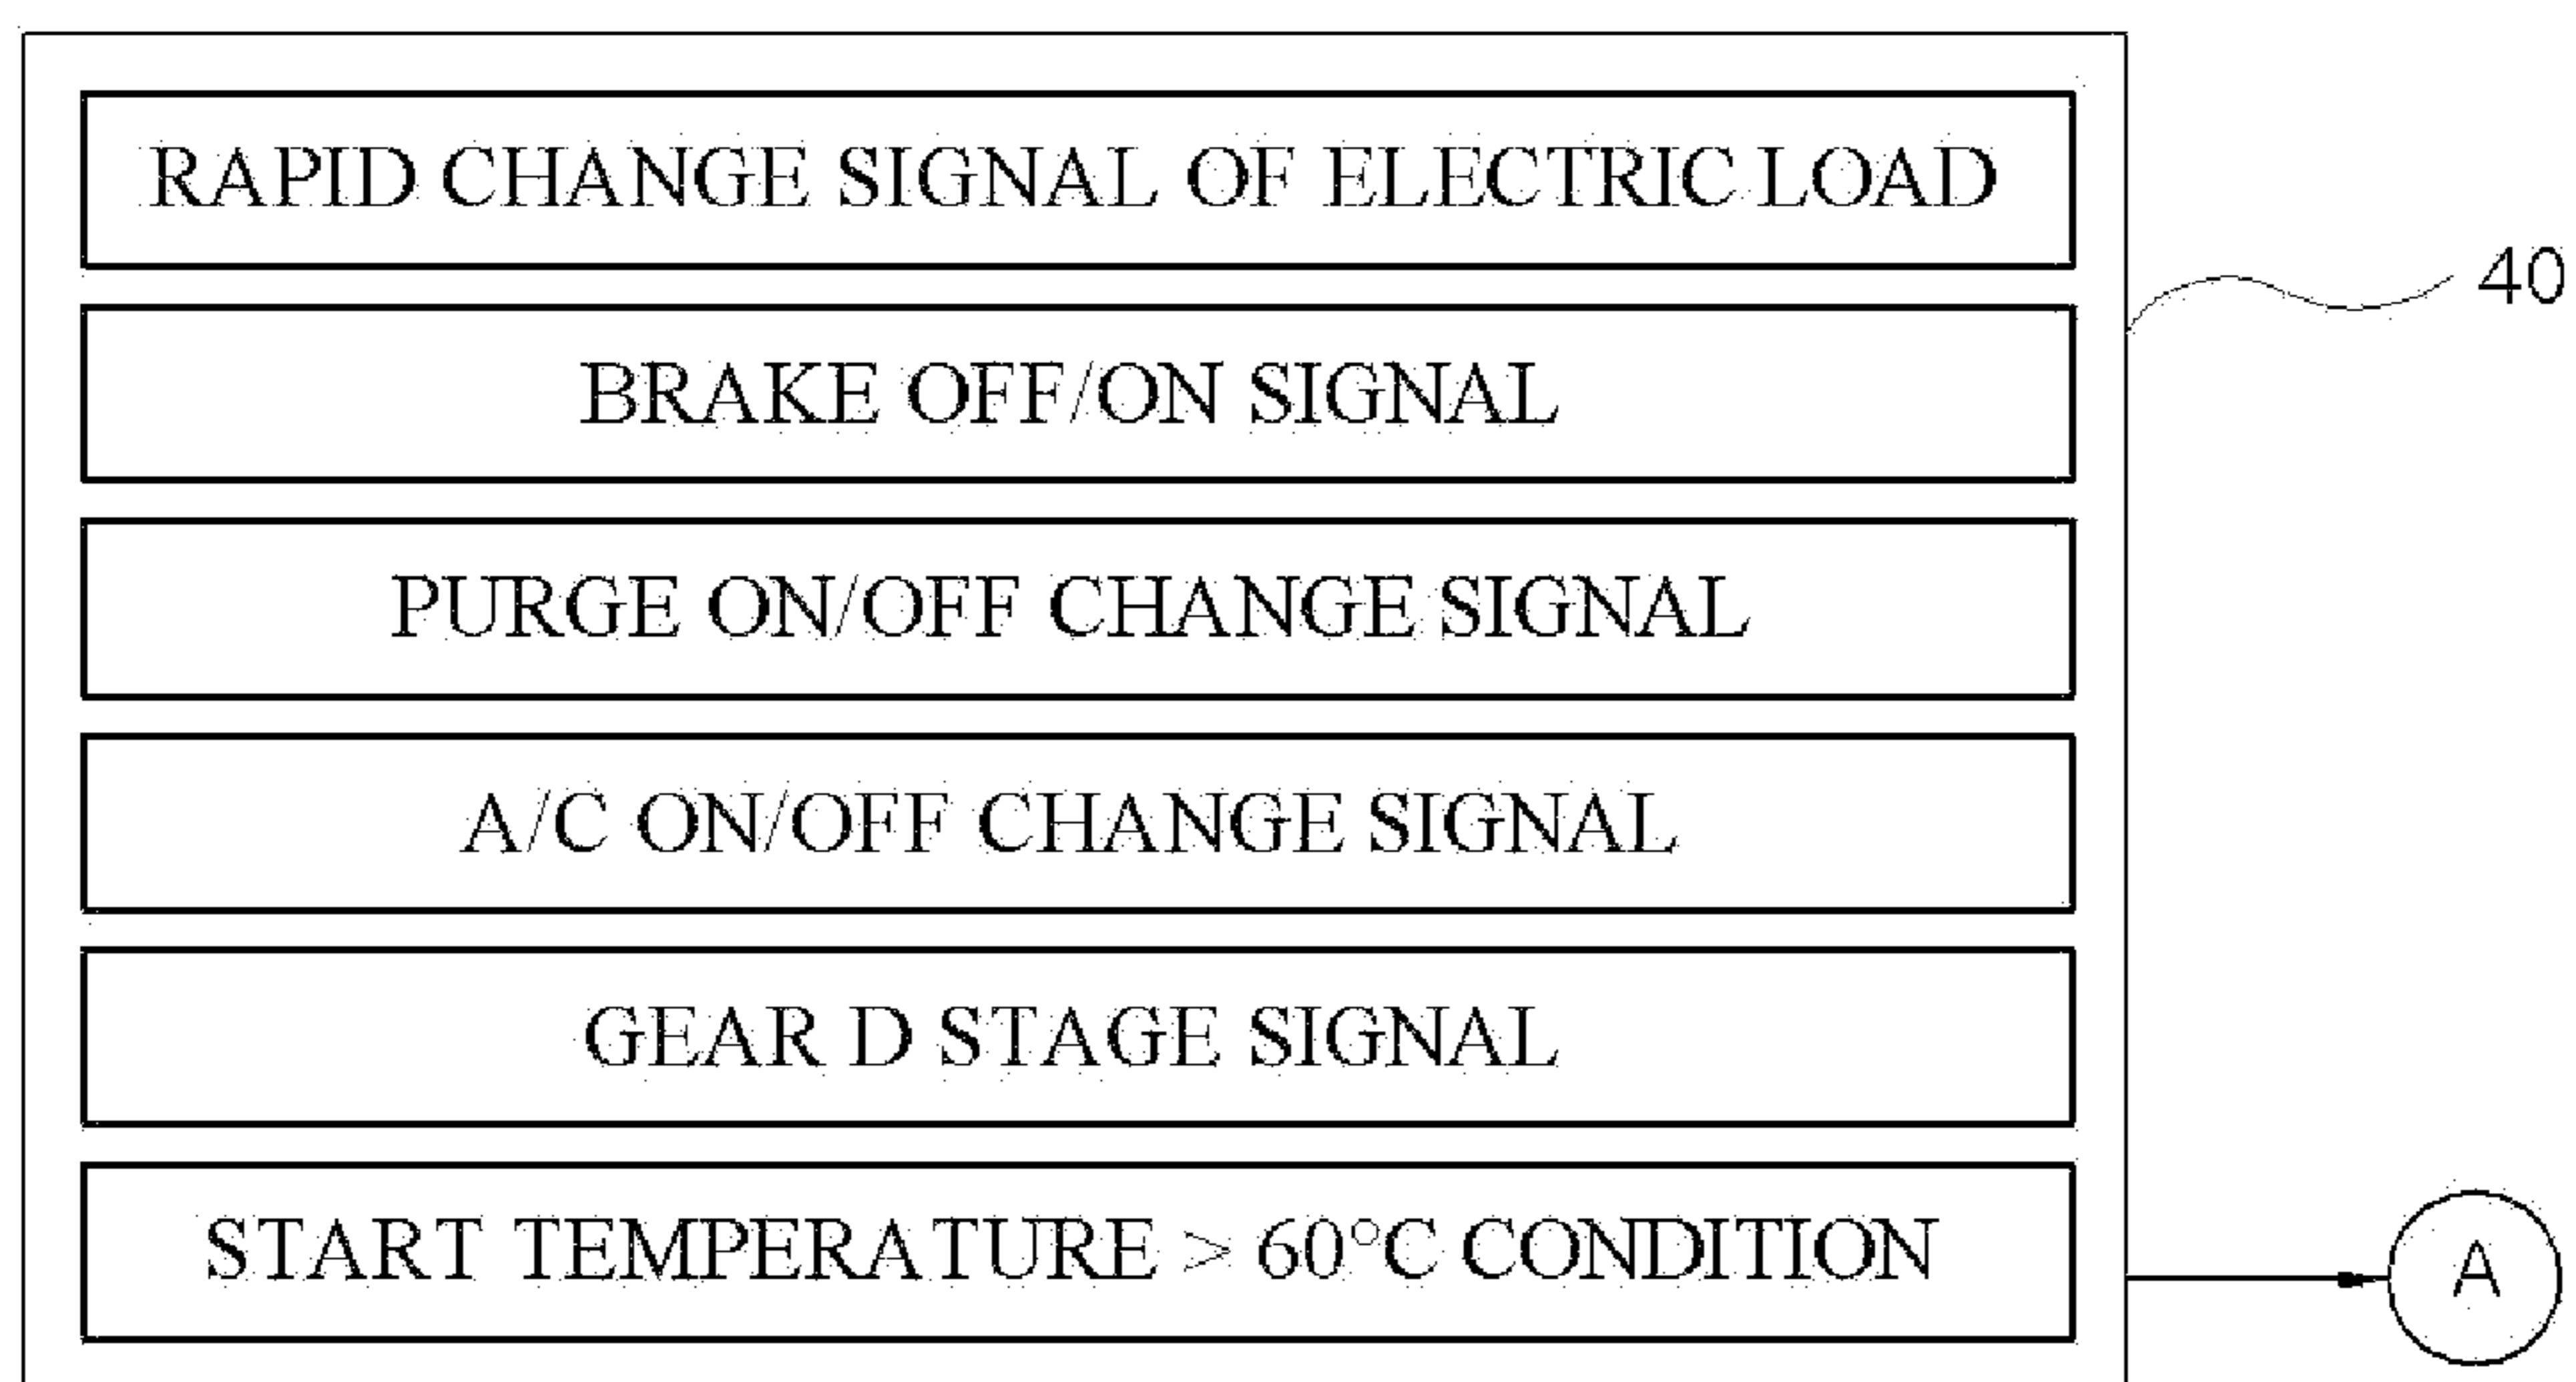 RAPID CHANGE SIGNAL OF ELECTRIC LOAD
40
BRAKE OFF/ON SIGNAL
PURGE ON/OFF CHANGE SIGNAL
A/C ON/OFF CHANGE SIGNAL
GEAR D STAGE SIGNAL
START TEMPERATURE > 60°C CONDITION
A